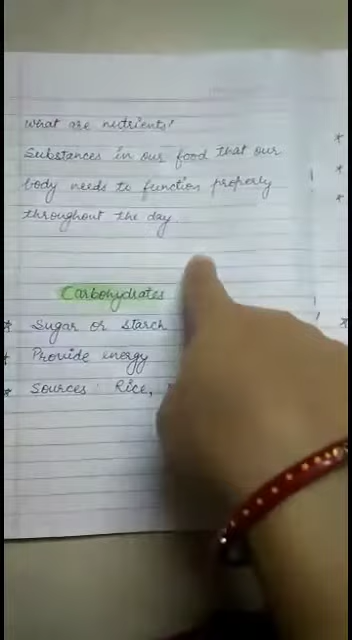 What are nutrients?
Substances in our food that our
body needs to function properly
throughout the day
Carbohydrates
* Sugar or starch
* Provide energy
* Sources : Rice,
*
*
*
*